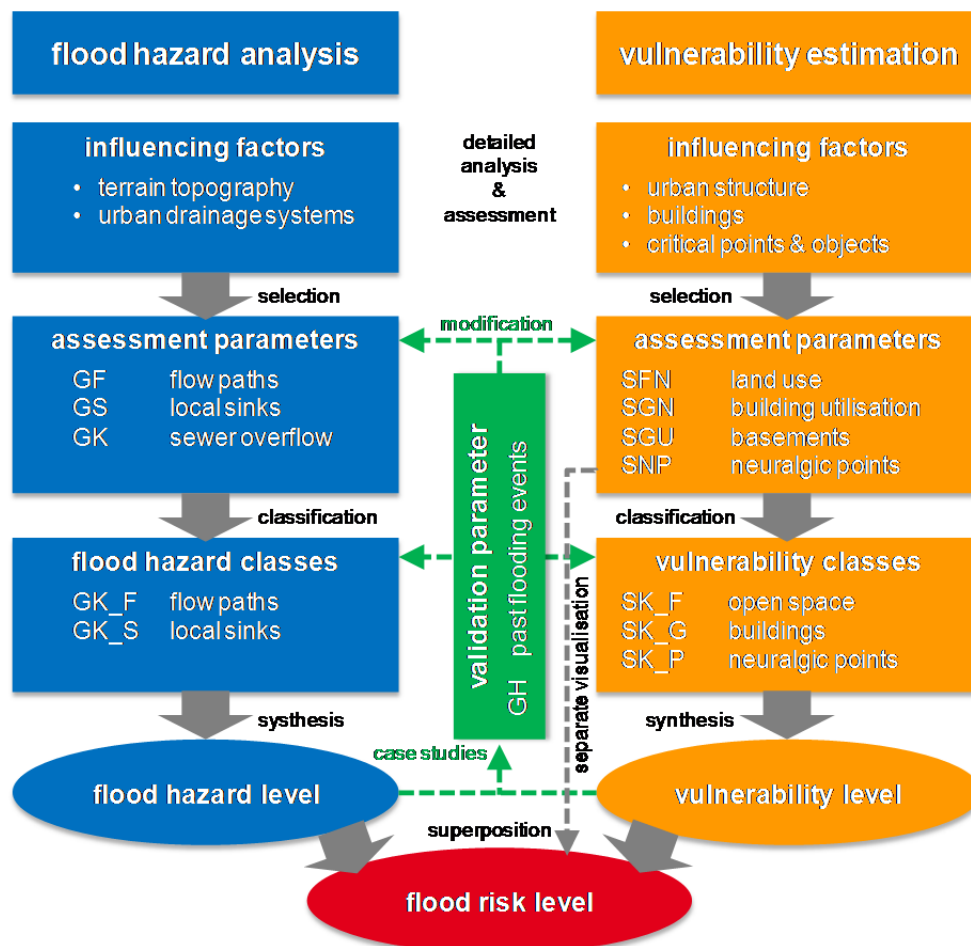 flood hazard analysis
vulnerability estimation
influencing factors
• terrain topography
• urban drainage systems
detailed
analysis
&
assessment
influencing factors
• urban structure
• buildings
• critical points & objects
selection
selection
assessment parameters
GF flow paths
GS local sinks
GK sewer overflow
modification
assessment parameters
SFN land use
SGN building utilisation
SGU basements
SNP neuralgic points
validation parameter
GH past flooding events
classification
classification
flood hazard classes
GK_F flow paths
GK_S local sinks
vulnerability classes
SK_F open space
SK_G buildings
SK_P neuralgic points
separate visualisation
systhesis
synthesis
case studies
flood hazard level
vulnerability level
superposition
flood risk level